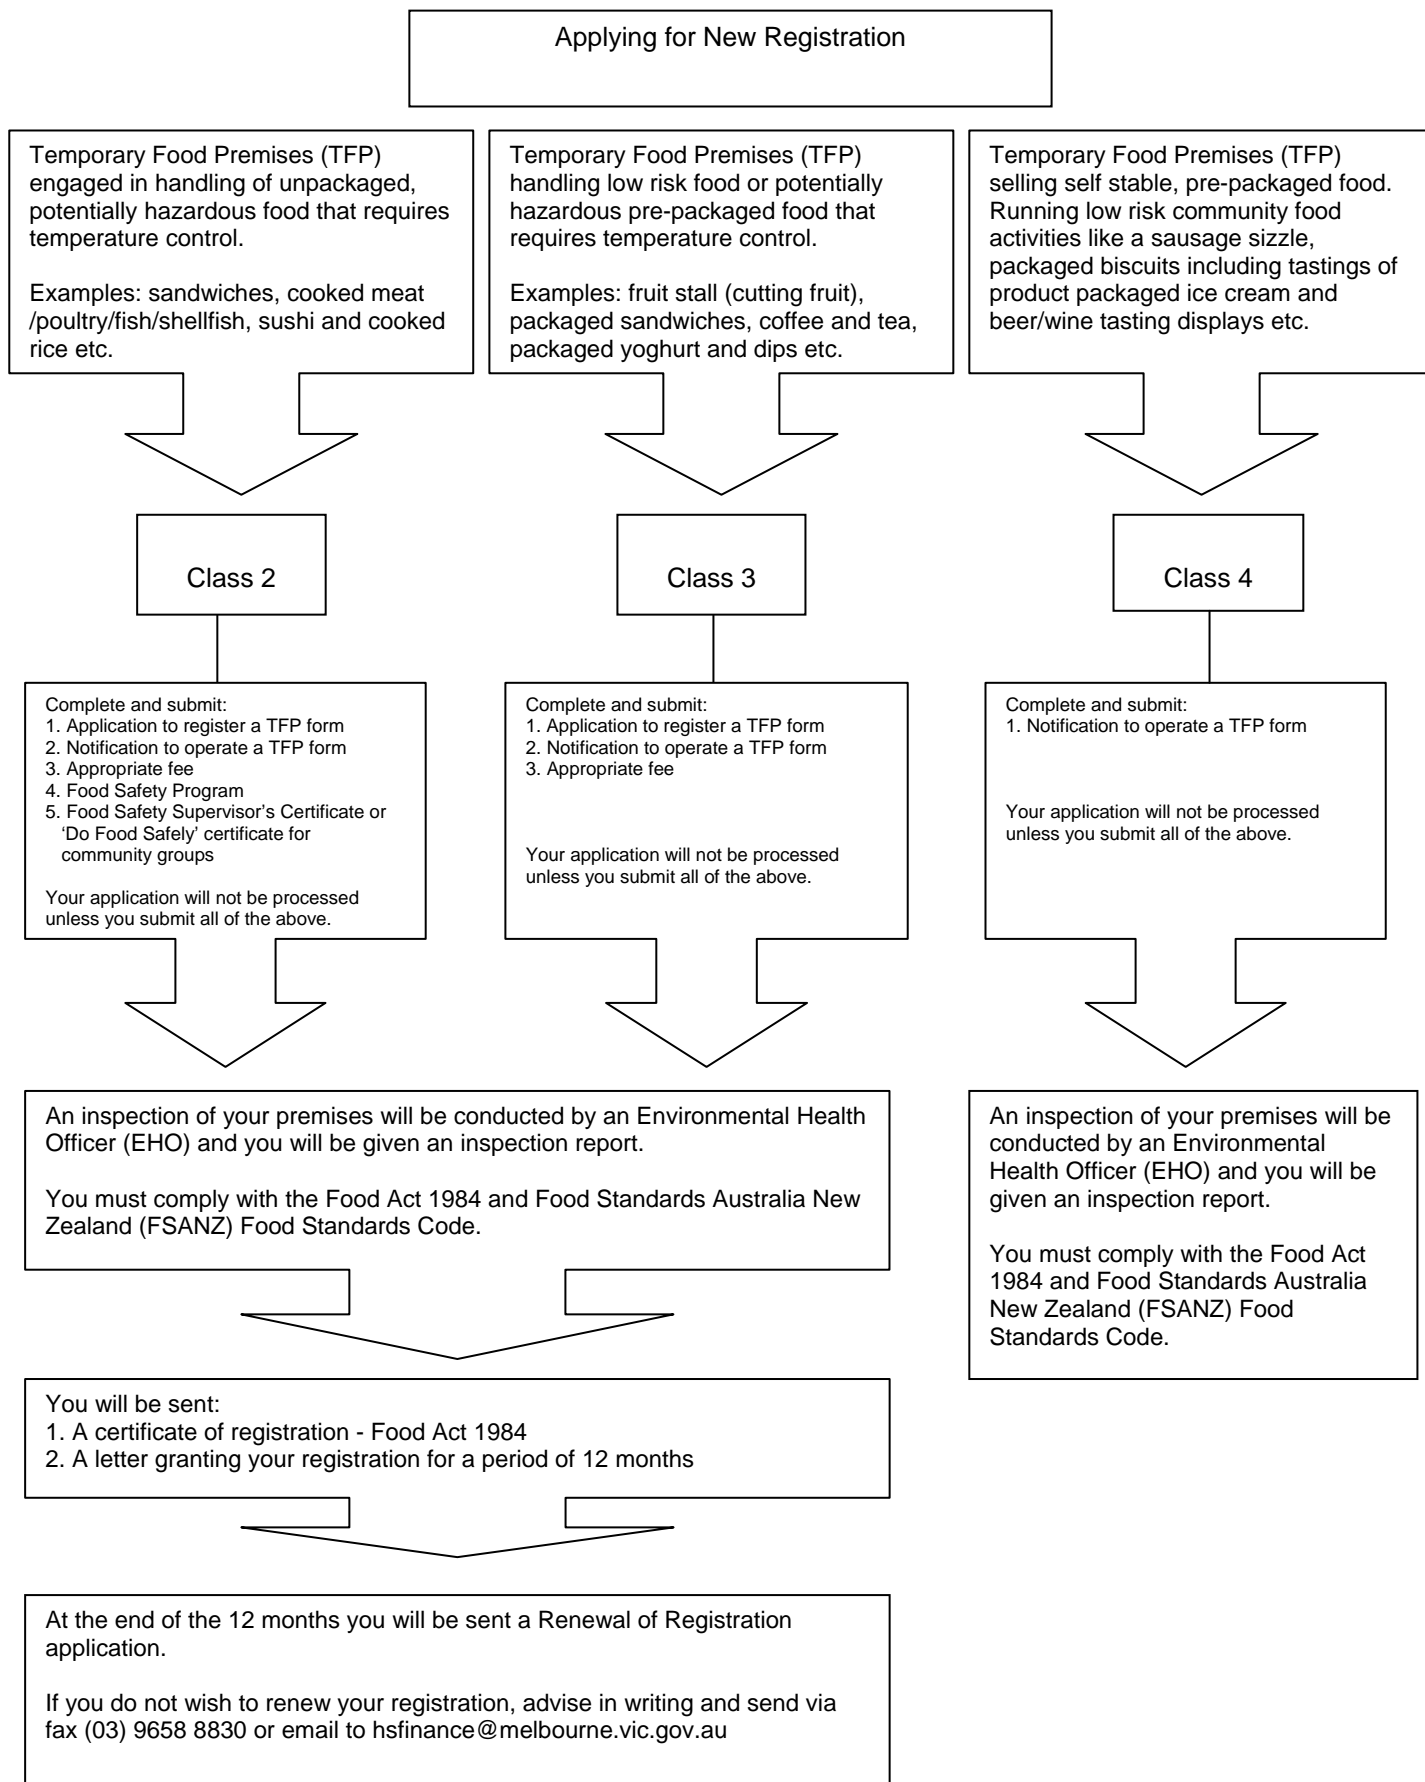 Applying for New Registration
Temporary Food Premises (TFP)
engaged in handling of unpackaged,
potentially hazardous food that requires
temperature control.
Examples: sandwiches, cooked meat
/poultry/fish/shellfish, sushi and cooked
rice etc.
Temporary Food Premises (TFP)
handling low risk food or potentially
hazardous pre-packaged food that
requires temperature control.
Examples: fruit stall (cutting fruit),
packaged sandwiches, coffee and tea,
packaged yoghurt and dips etc.
Temporary Food Premises (TFP)
selling self stable, pre-packaged food.
Running low risk community food
activities like a sausage sizzle,
packaged biscuits including tastings of
product packaged ice cream and
beer/wine tasting displays etc.
Class 2
Class 3
Class 4
Complete and submit:
1. Application to register a TFP form
2. Notification to operate a TFP form
3. Appropriate fee
4. Food Safety Program
5. Food Safety Supervisor's Certificate or
'Do Food Safely' certificate for
community groups
Your application will not be processed
unless you submit all of the above.
Complete and submit:
1. Application to register a TFP form
2. Notification to operate a TFP form
3. Appropriate fee
Your application will not be processed
unless you submit all of the above.
Complete and submit:
1. Notification to operate a TFP form
Your application will not be processed
unless you submit all of the above.
An inspection of your premises will be conducted by an Environmental Health
Officer (EHO) and you will be given an inspection report.
You must comply with the Food Act 1984 and Food Standards Australia New
Zealand (FSANZ) Food Standards Code.
An inspection of your premises will be
conducted by an Environmental
Health Officer (EHO) and you will be
given an inspection report.
You must comply with the Food Act
1984 and Food Standards Australia
New Zealand (FSANZ) Food
Standards Code.
You will be sent:
1. A certificate of registration - Food Act 1984
2. A letter granting your registration for a period of 12 months
At the end of the 12 months you will be sent a Renewal of Registration
application.
If you do not wish to renew your registration, advise in writing and send via
fax (03) 9658 8830 or email to hsfinance@melbourne.vic.gov.au